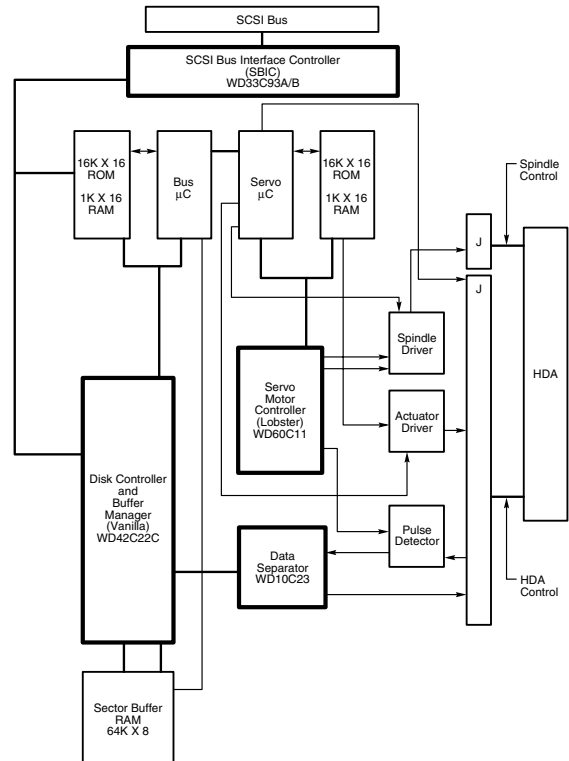 SCSI Bus
SCSI Bus Interface Controller
(SBIC)
WD33C93A/B
16K X 16
ROM
1K X 16
RAM
Bus
µC
Servo
µC
16K X 16
ROM
1K X 16
RAM
Spindle
Control
J
J
HDA
Spindle
Driver
Servo
Motor
Controller
(Lobster)
WD60C11
Actuator
Driver
Disk Controller
and
Buffer
Manager
(Vanilla)
WD42C22C
Pulse
Detector
Data
Separator
WD10C23
HDA
Control
Sector Buffer
RAM
64K X 8